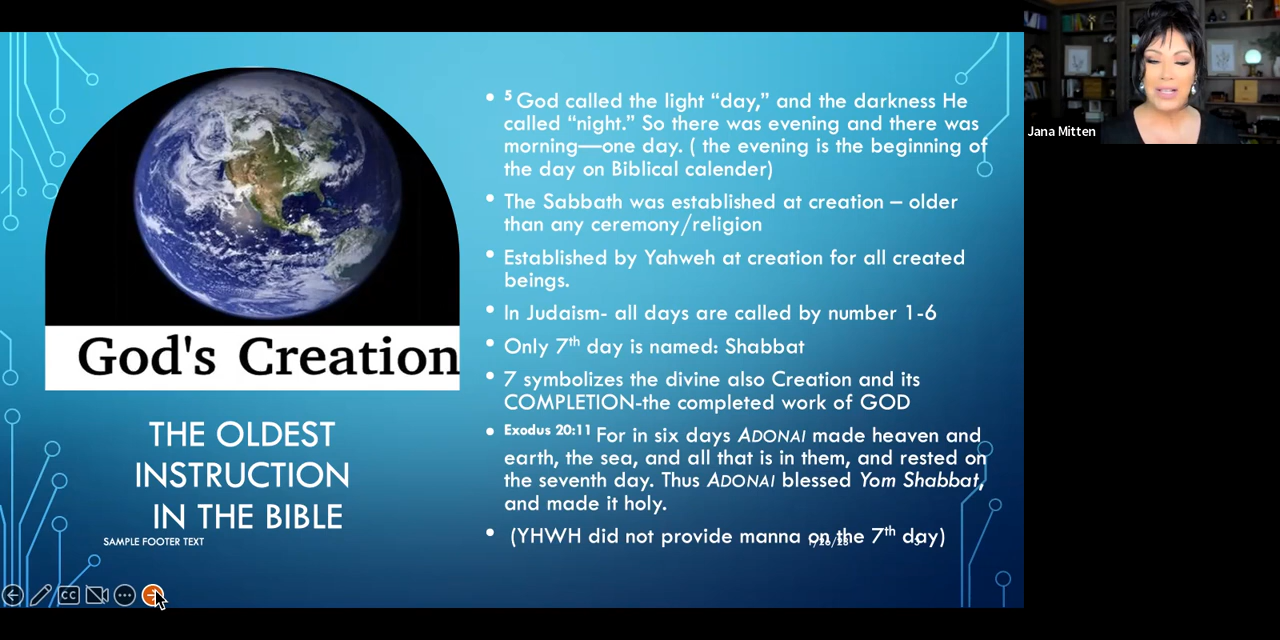 God's Creation
THE OLDEST
INSTRUCTION
IN THE BIBLE
SAMPLE FOOTER TEXT
• 5 God called the light “day,” and the darkness He
called “night.” So there was evening and there was
morning—one day. ( the evening is the beginning of
the day on Biblical calender)
• The Sabbath was established at creation – older
than any ceremony/religion
• Established by Yahweh at creation for all created
beings.
• In Judaism- all days are called by number 1-6
• Only 7th day is named: Shabbat
• 7 symbolizes the divine also Creation and its
COMPLETION-the completed work of GOD
• Exodus 20:11 For in six days ADONAI made heaven and
earth, the sea, and all that is in them, and rested on
the seventh day. Thus ADONAI blessed Yom Shabbat,
and made it holy.
• (YHWH did not provide manna on the 7th day)
CC
Jana Mitten